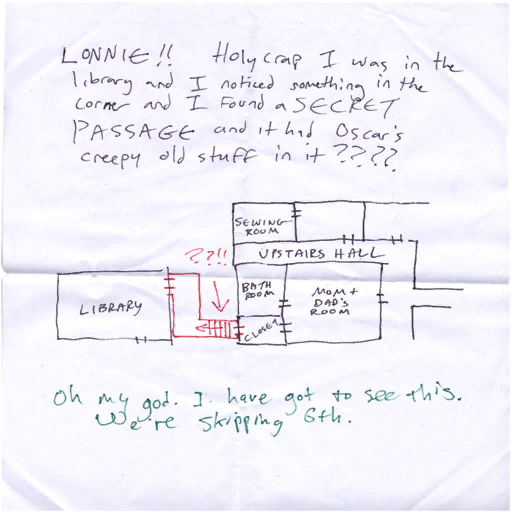 LONNIE!! Holy crap I was in the
library and I noticed something in the
corner and I found a SECRET
PASSAGE and it had Oscar's
creepy old stuff in it ????
SEWING
ROOM
UPSTAIRS HALL
??!!
BATH
ROOM
MOM +
DAD'S
ROOM
LIBRARY
CLOSET
Oh my god. I have got to see this.
We're skipping 6th.